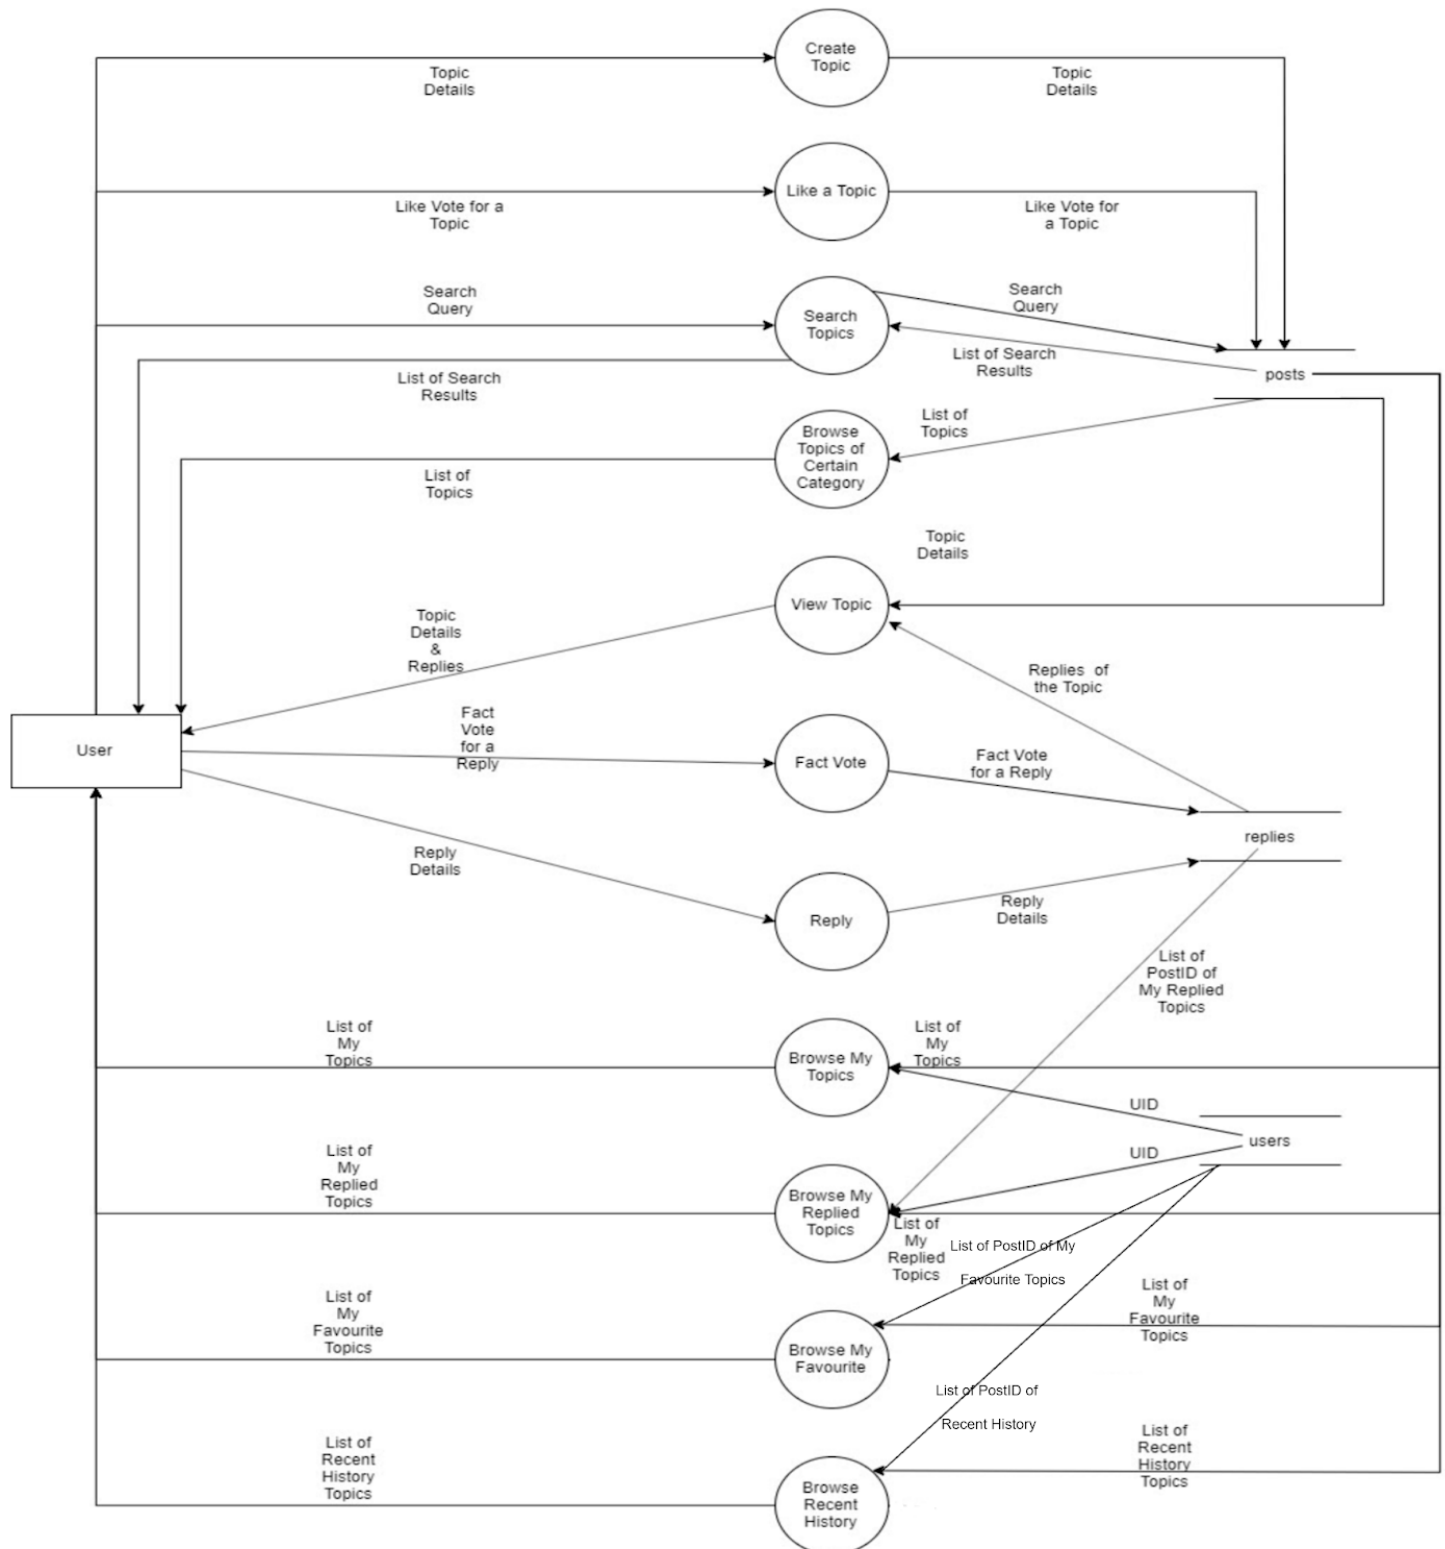 Create
Topic
Topic
Details
Topic
Details
Like a Topic
Like Vote for a
Topic
Like Vote for
a Topic
Search
Query
Search
Topics
Search
Query
List of Search
Results
List of Search
Results
posts
Browse
Topics of
Certain
Category
List of
Topics
List of
Topics
Topic
Details
View Topic
Topic
Details
&
Replies
Replies of
the Topic
User
Fact
Vote
for a
Reply
Fact Vote
Fact Vote
for a Reply
replies
Reply
Details
Reply
Reply
Details
List of
PostID of
My Replied
Topics
List of
My
Topics
Browse My
Topics
List of
My
Topics
UID
users
UID
List of
My
Replied
Topics
Browse My
Replied
Topics
List of
My
Replied
Topics
List of PostID of My
Favourite Topics
List of
My
Favourite
Topics
Browse My
Favourite
List of
My
Favourite
Topics
List of PostID of
Recent History
List of
Recent
History
Topics
Browse
Recent
History
List of
Recent
History
Topics